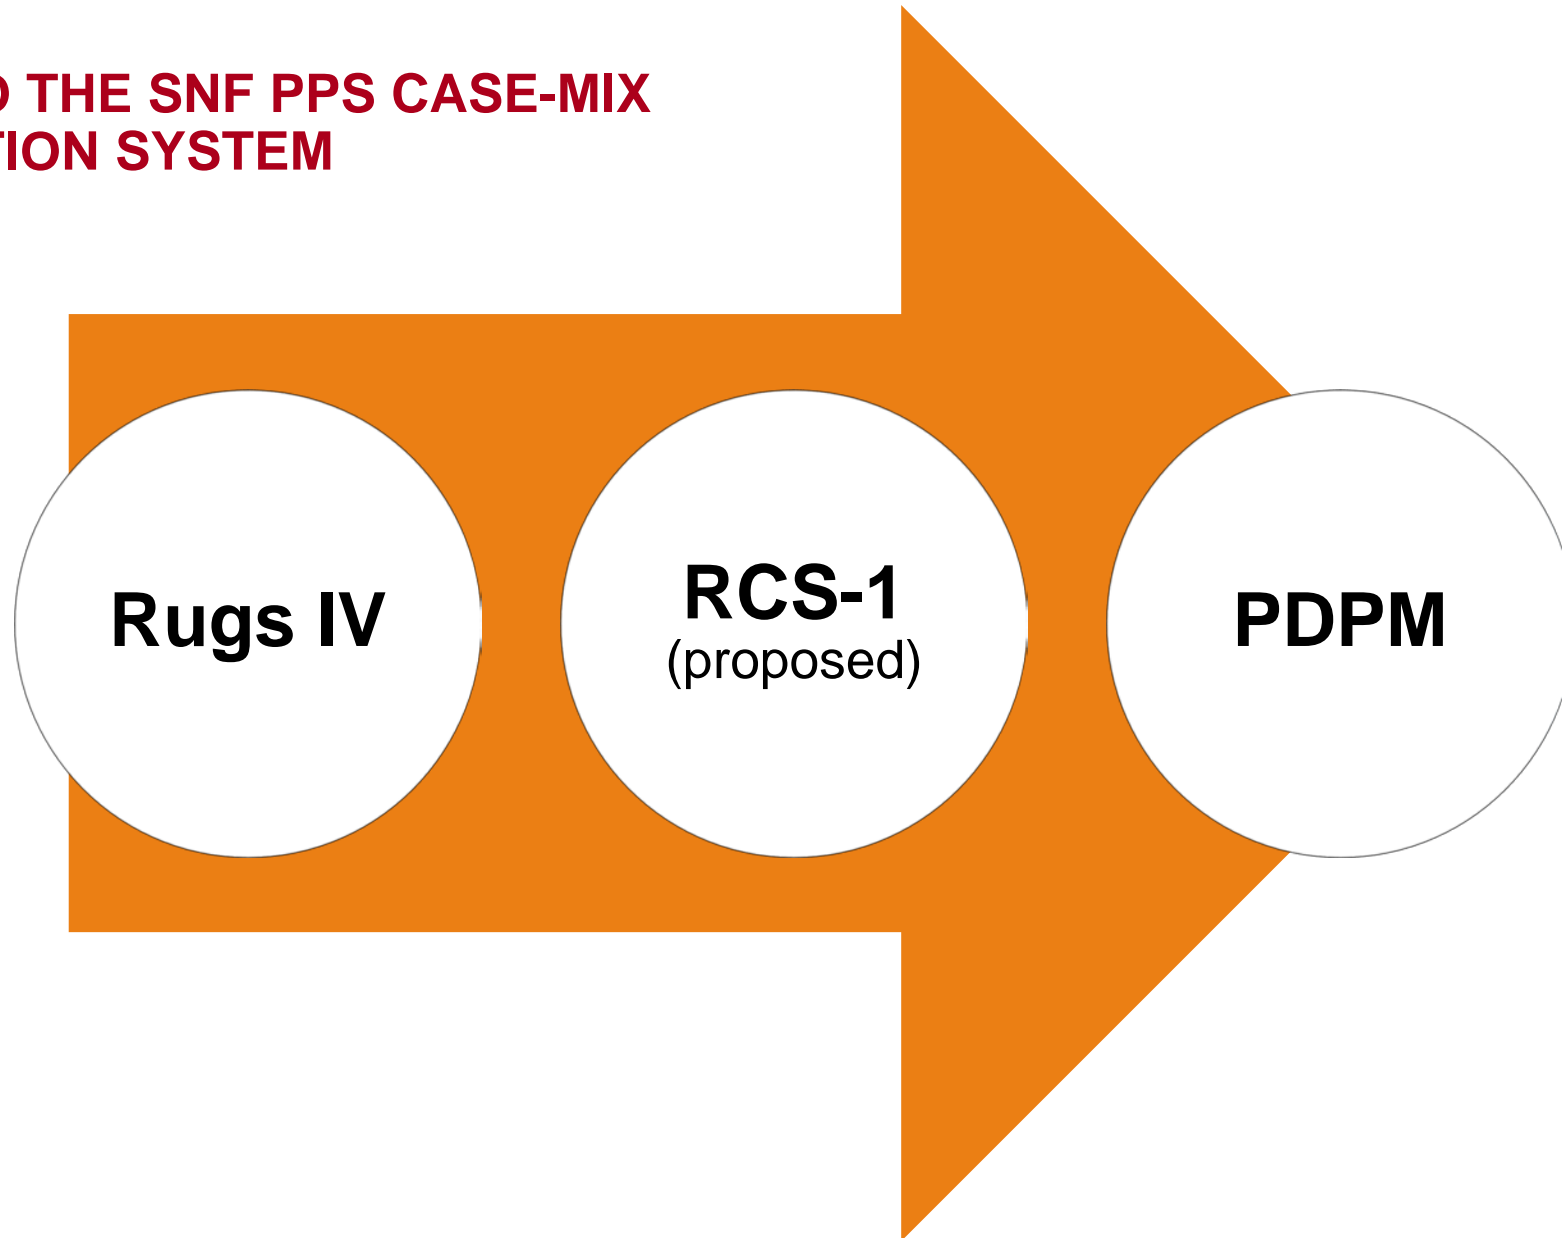 THE SNF PPS CASE-MIX
TION SYSTEM
Rugs IV
RCS-1
(proposed)
PDPM